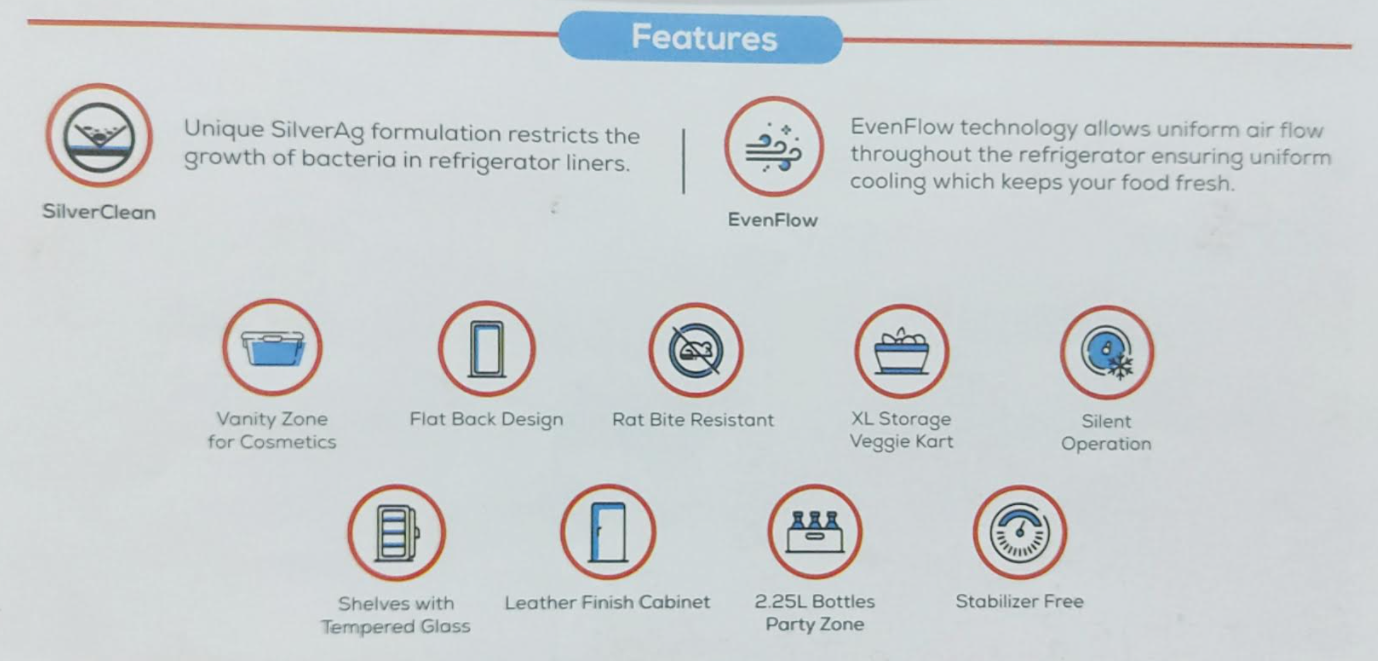 Features
Unique SilverAg formulation restricts the
growth of bacteria in refrigerator liners.
SilverClean
EvenFlow technology allows uniform air flow
throughout the refrigerator ensuring uniform
cooling which keeps your food fresh.
EvenFlow
Vanity Zone
for Cosmetics
Flat Back Design
Rat Bite Resistant
XL Storage
Veggie Kart
Silent
Operation
Shelves with
Tempered Glass
Leather Finish Cabinet
2.25L Bottles
Party Zone
Stabilizer Free